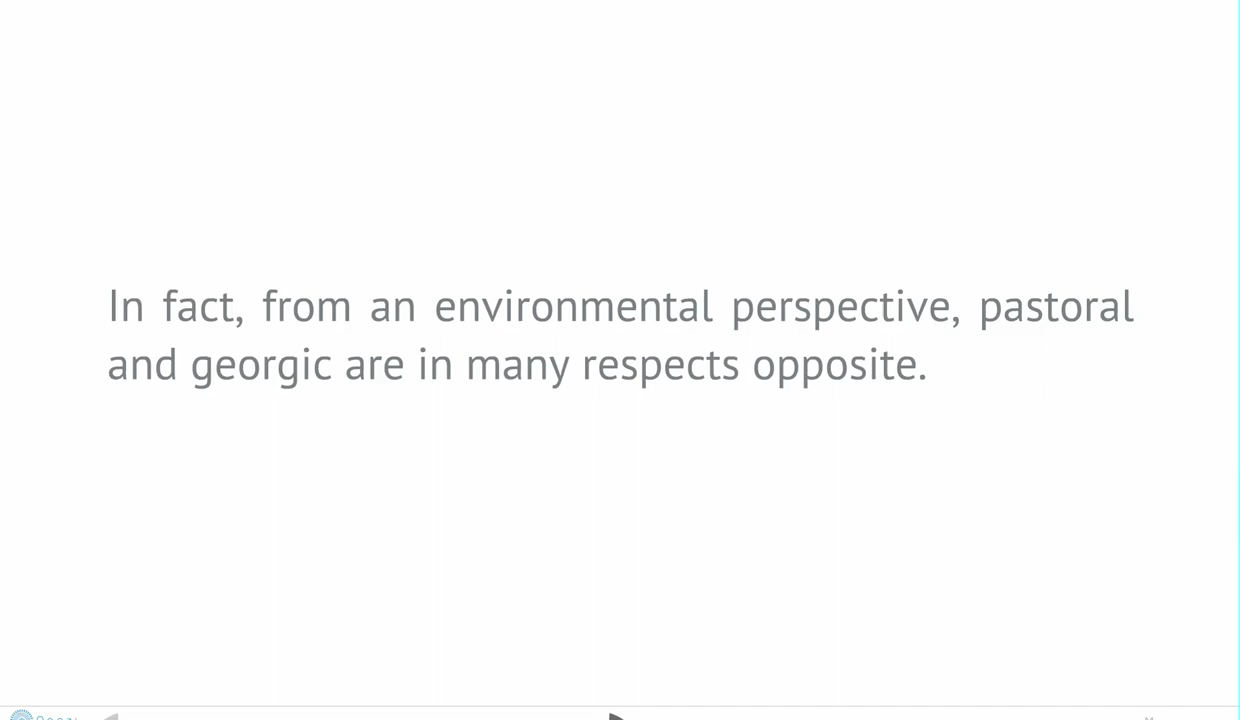 In fact, from an environmental perspective, pastoral
and georgic are in many respects opposite.